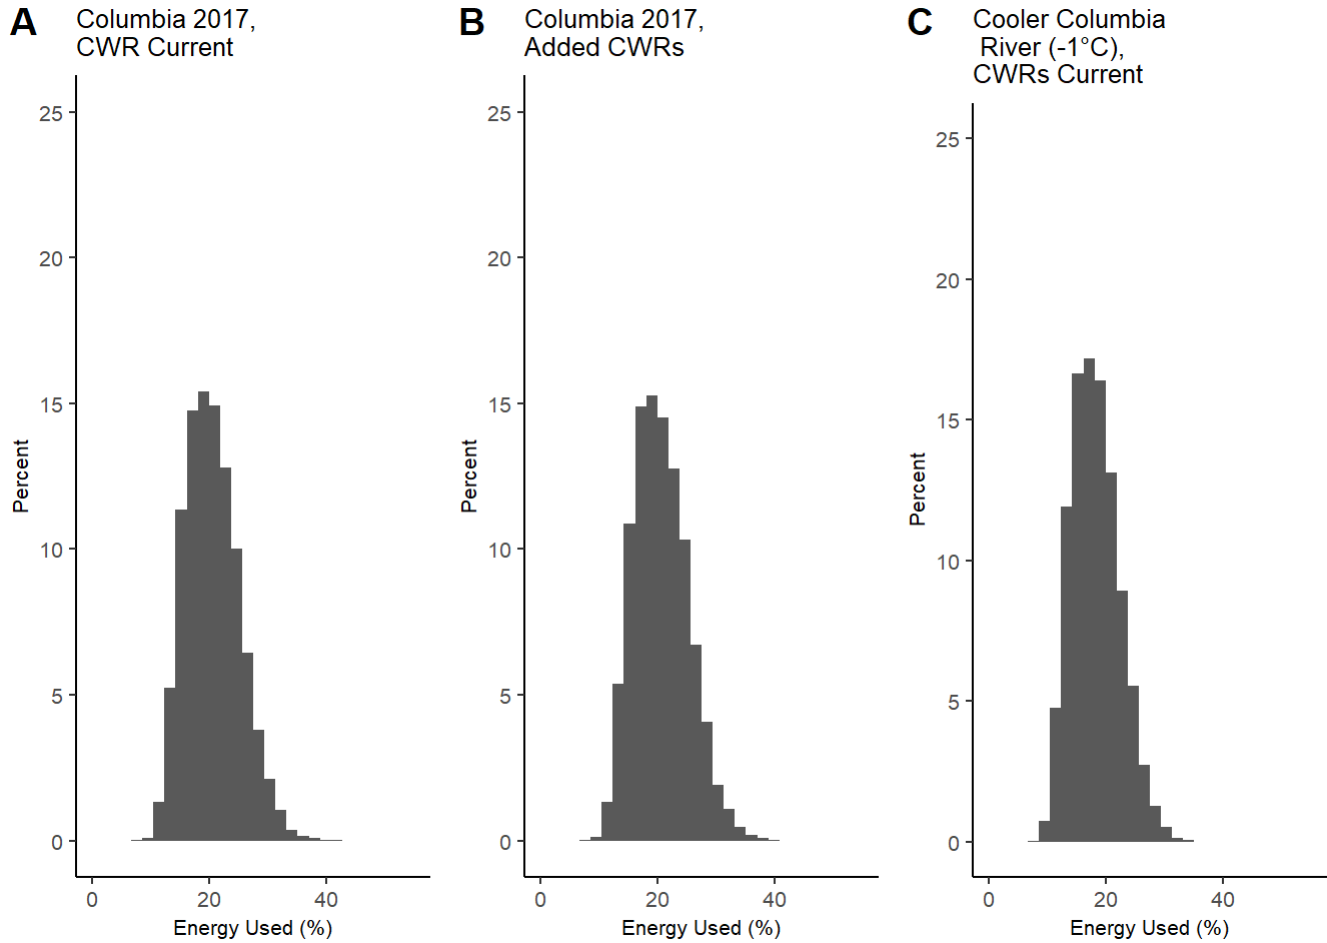 A
Columbia 2017,
CWR Current
25
20
15
10
5
0
Percent
0 20 40
Energy Used (%)
B
Columbia 2017,
Added CWRs
25
20
15
10
5
0
Percent
0 20 40
Energy Used (%)
C
Cooler Columbia
River (-1°C),
CWRs Current
25
20
15
10
5
0
Percent
0 20 40
Energy Used (%)